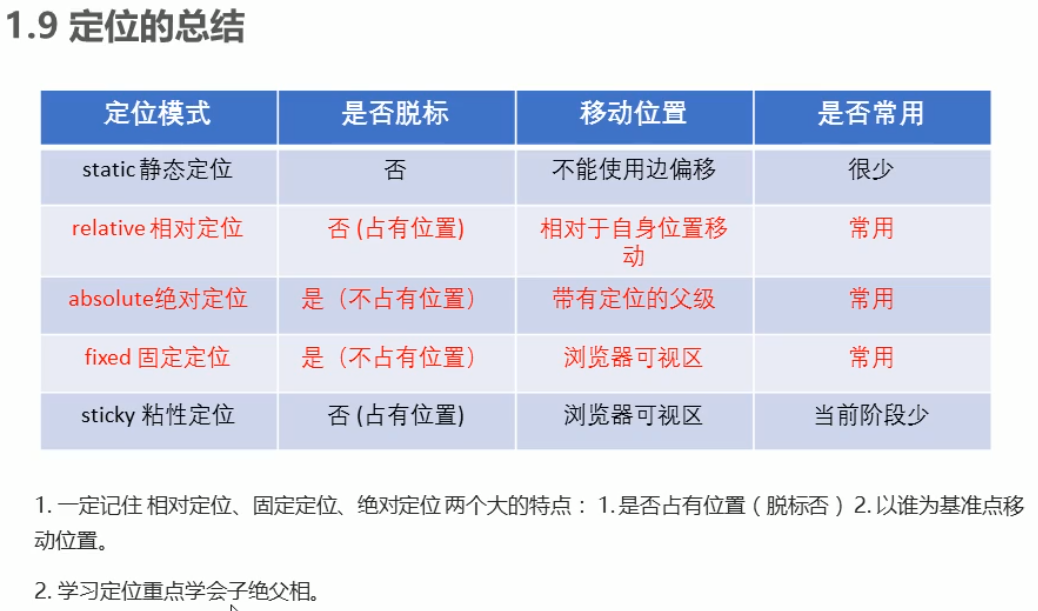 1.9 定位的总结
定位模式 是否脱标 移动位置 是否常用
static 静态定位 否 不能使用边偏移 很少
relative 相对定位 否 (占有位置) 相对于自身位置移 常用
动
absolute绝对定位 是（不占有位置） 带有定位的父级 常用
fixed 固定定位 是（不占有位置） 浏览器可视区 常用
sticky 粘性定位 否 (占有位置) 浏览器可视区 当前阶段少
1. 一定记住 相对定位、固定定位、绝对定位 两个大的特点： 1. 是否占有位置（脱标否） 2. 以谁为基准点移
动位置。
2. 学习定位重点学会子绝父相。